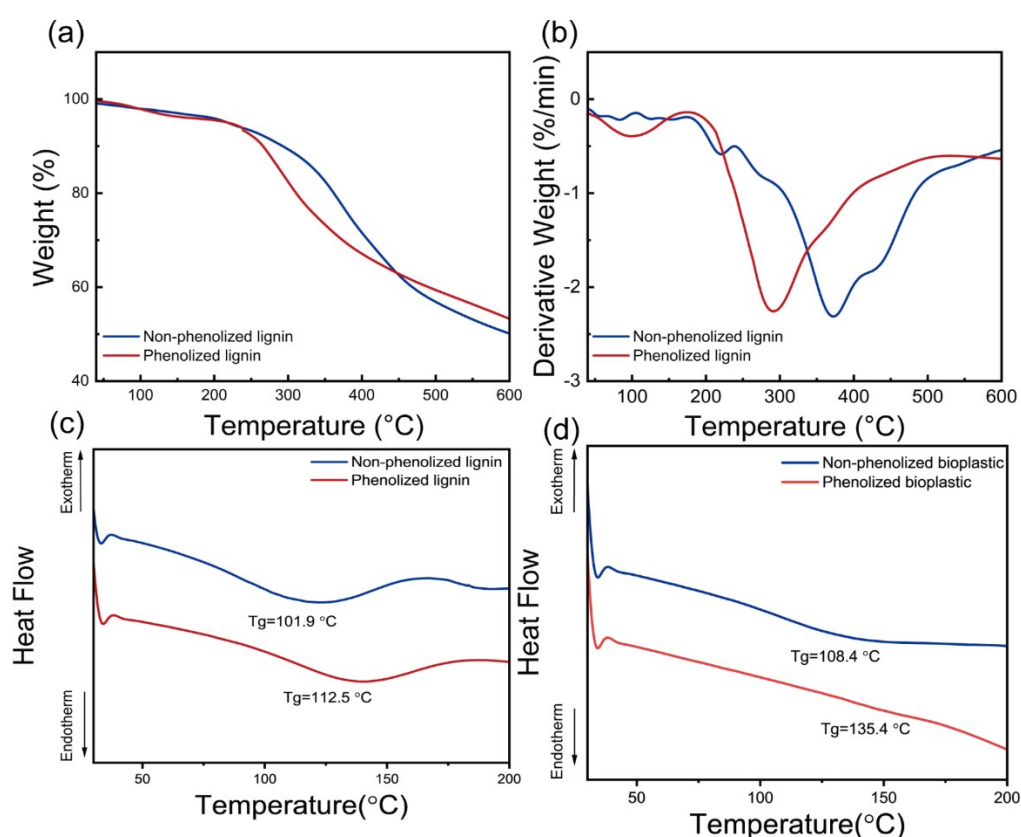 (a)
Weight (%)
100
80
60
40
Non-phenolized lignin
Phenolized lignin
100 200 300 400 500 600
Temperature (°C)
(b)
Derivative Weight (%/min)
0
-1
-2
-3
Non-phenolized lignin
Phenolized lignin
100 200 300 400 500 600
Temperature (°C)
(c)
Exotherm
Heat Flow
Endotherm
Non-phenolized lignin
Phenolized lignin
Tg=101.9 °C
Tg=112.5 °C
50 100 150 200
Temperature(°C)
(d)
Exotherm
Heat Flow
Endotherm
Non-phenolized bioplastic
Phenolized bioplastic
Tg=108.4 °C
Tg=135.4 °C
50 100 150 200
Temperature(°C)